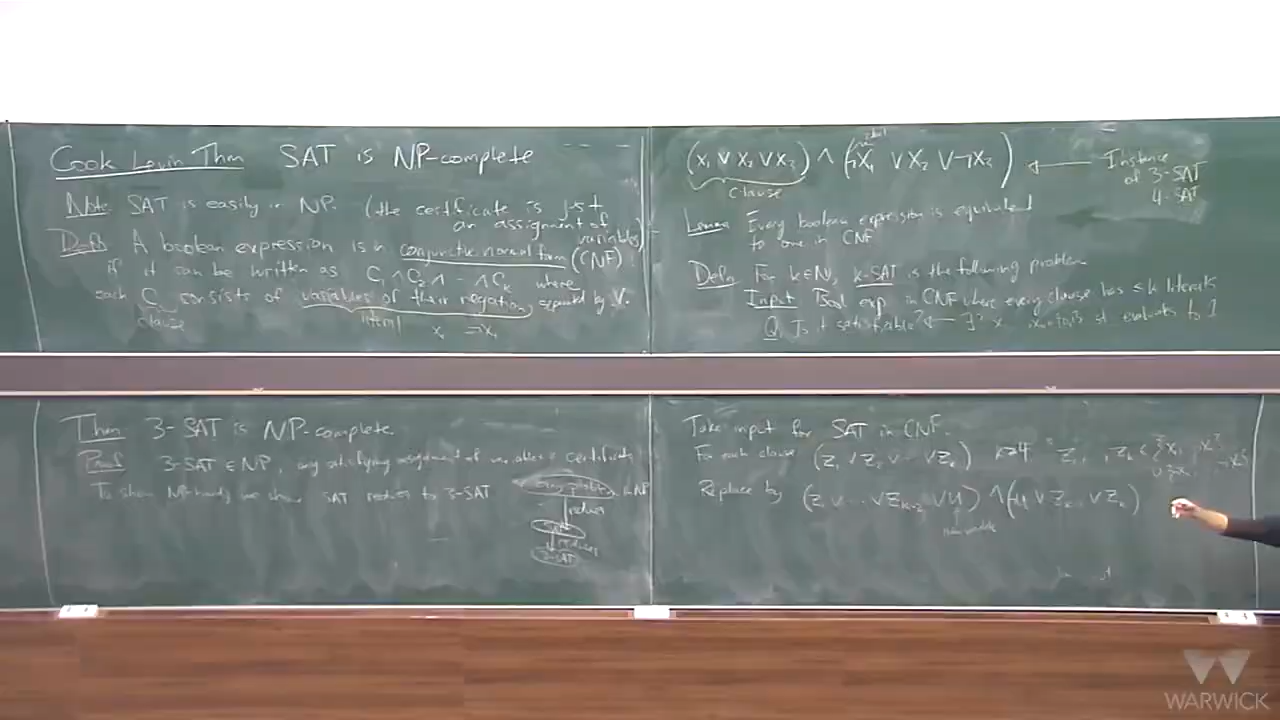 Cook Levin Thm SAT is NP-complete
Note SAT is easily in NP. (the certificate is just
an assignment of
variables)
Defn A boolean expression is in conjunctive normal form (CNF)
if it can be written as C₁∧C₂∧--∧Cₖ where
each Cᵢ consists of variables or their negation, separated by ∨.
clause
literal x₁ ¬x₁
(x₁ ∨ x₂ ∨ x₃) ∧ (¬x₁ ∨ x₂ ∨ ¬x₃)
clause
Instance
of 3-SAT
4-SAT
Lemma Every boolean expression is equivalent
to one in CNF
Defn For k∈N, k-SAT is the following problem
Input Bool exp in CNF where every clause has ≤k literals
Q Is it satisfiable? st evaluates to 1
Thm 3-SAT is NP-complete.
Proof 3-SAT ∈ NP, any satisfying assignment of variables = certificate
To show NP-hard, we show SAT reduces to 3-SAT
any problem in NP
reduces
SAT
reduces
3-SAT
Take input for SAT in CNF.
For each clause (z₁ ∨ z₂ ∨ ··· ∨ zₖ) k≥4
Replace by (z₁ ∨ ··· ∨ zₖ₋₂ ∨ u) ∧ (¬u ∨ zₖ₋₁ ∨ zₖ)
new variable
WARWICK